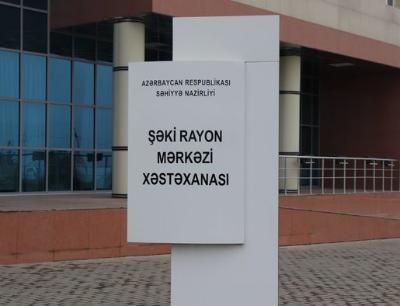 AZƏRBAYCAN RESPUBLİKASI
SƏHİYYƏ NAZİRLİYİ
ŞƏKİ RAYON
MƏRKƏZİ
XƏSTƏXANASI